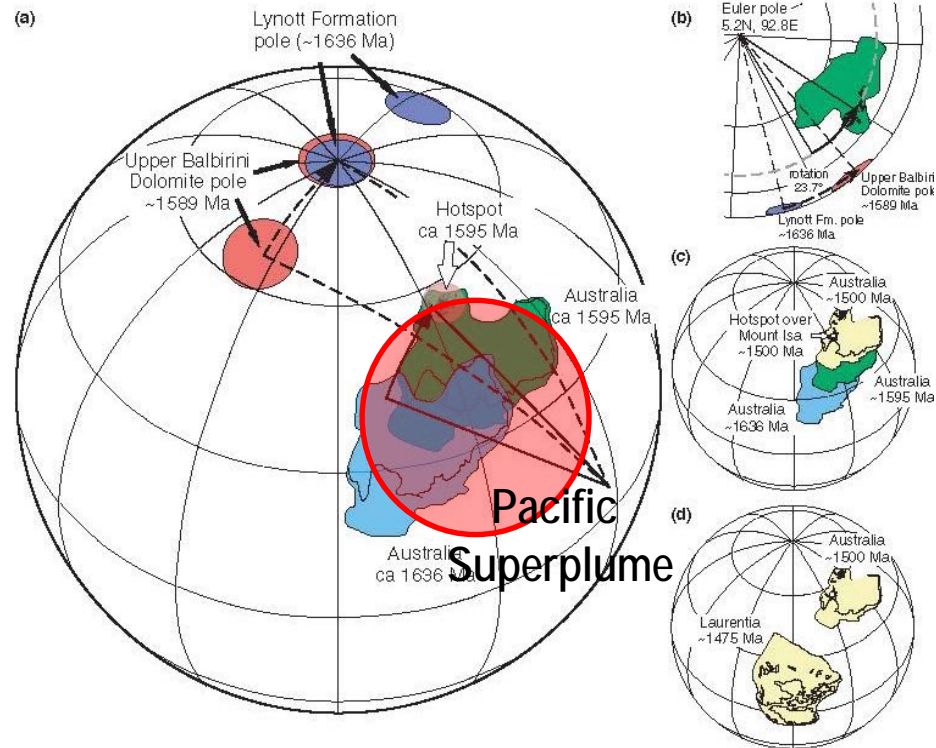 (a)
Lynott Formation
pole (~1636 Ma)
Upper Balbirini
Dolomite pole
~1589 Ma
Hotspot
ca 1595 Ma
Australia
ca 1595 Ma
Pacific
Superplume
Australia
ca 1636 Ma
(b)
Euler pole
5.2N, 92.8E
rotation
23.7°
Upper Balbirini
Dolomite pole
~1589 Ma
Lynott Fm. pole
~1636 Ma
(c)
Australia
~1500 Ma
Hotspot over
Mount Isa
~1500 Ma
Australia
~1595 Ma
Australia
~1636 Ma
(d)
Australia
~1500 Ma
Laurentia
~1475 Ma